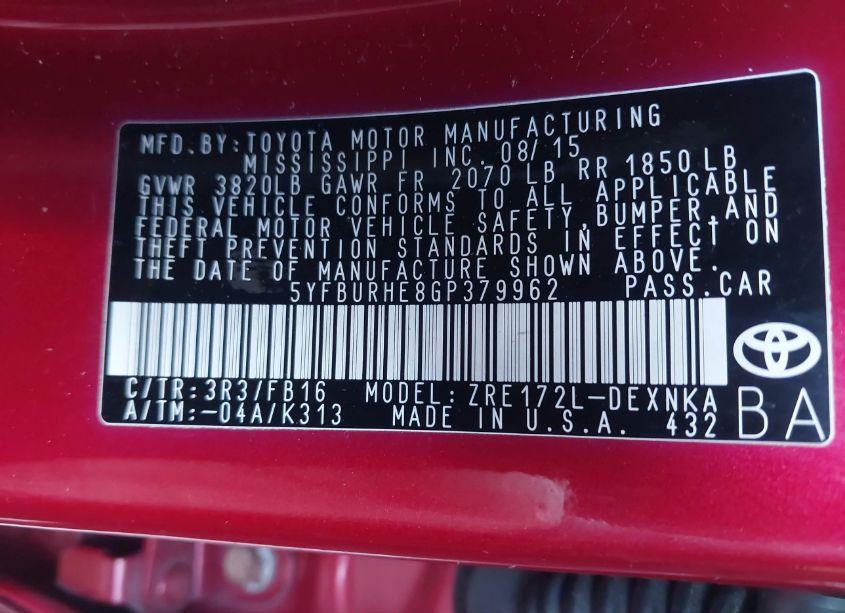 MFD.BY:TOYOTA MOTOR MANUFACTURING
MISSISSIPPI INC. 08/15
GVWR 3820LB GAWR FR 2070 LB RR 1850LB
THIS VEHICLE CONFORMS TO ALL APPLICABLE
FEDERAL MOTOR VEHICLE SAFETY,BUMPER,AND
THEFT PREVENTION STANDARDS IN EFFECT ON
THE DATE OF MANUFACTURE SHOWN ABOVE.
5YFBURHE8GP379962 PASS.CAR
C/TR:3R3/FB16 MODEL:ZRE172L-DEXNKA
A/TM:-04A/K313 MADE IN U.S.A. 432
BA